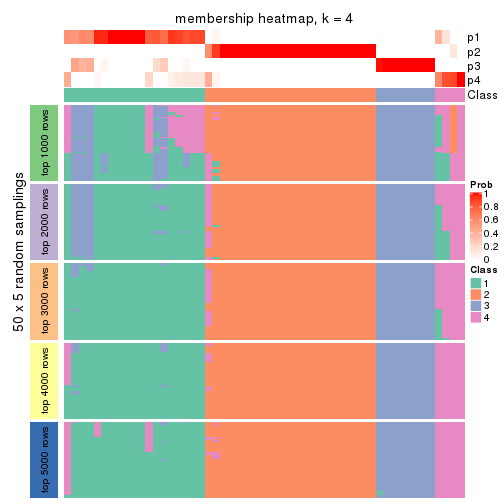 membership heatmap, k = 4
p1
p2
p3
p4
Class
50 x 5 random samplings
top 1000 rows
top 2000 rows
top 3000 rows
top 4000 rows
top 5000 rows
Prob
1
0.8
0.6
0.4
0.2
0
Class
1
2
3
4